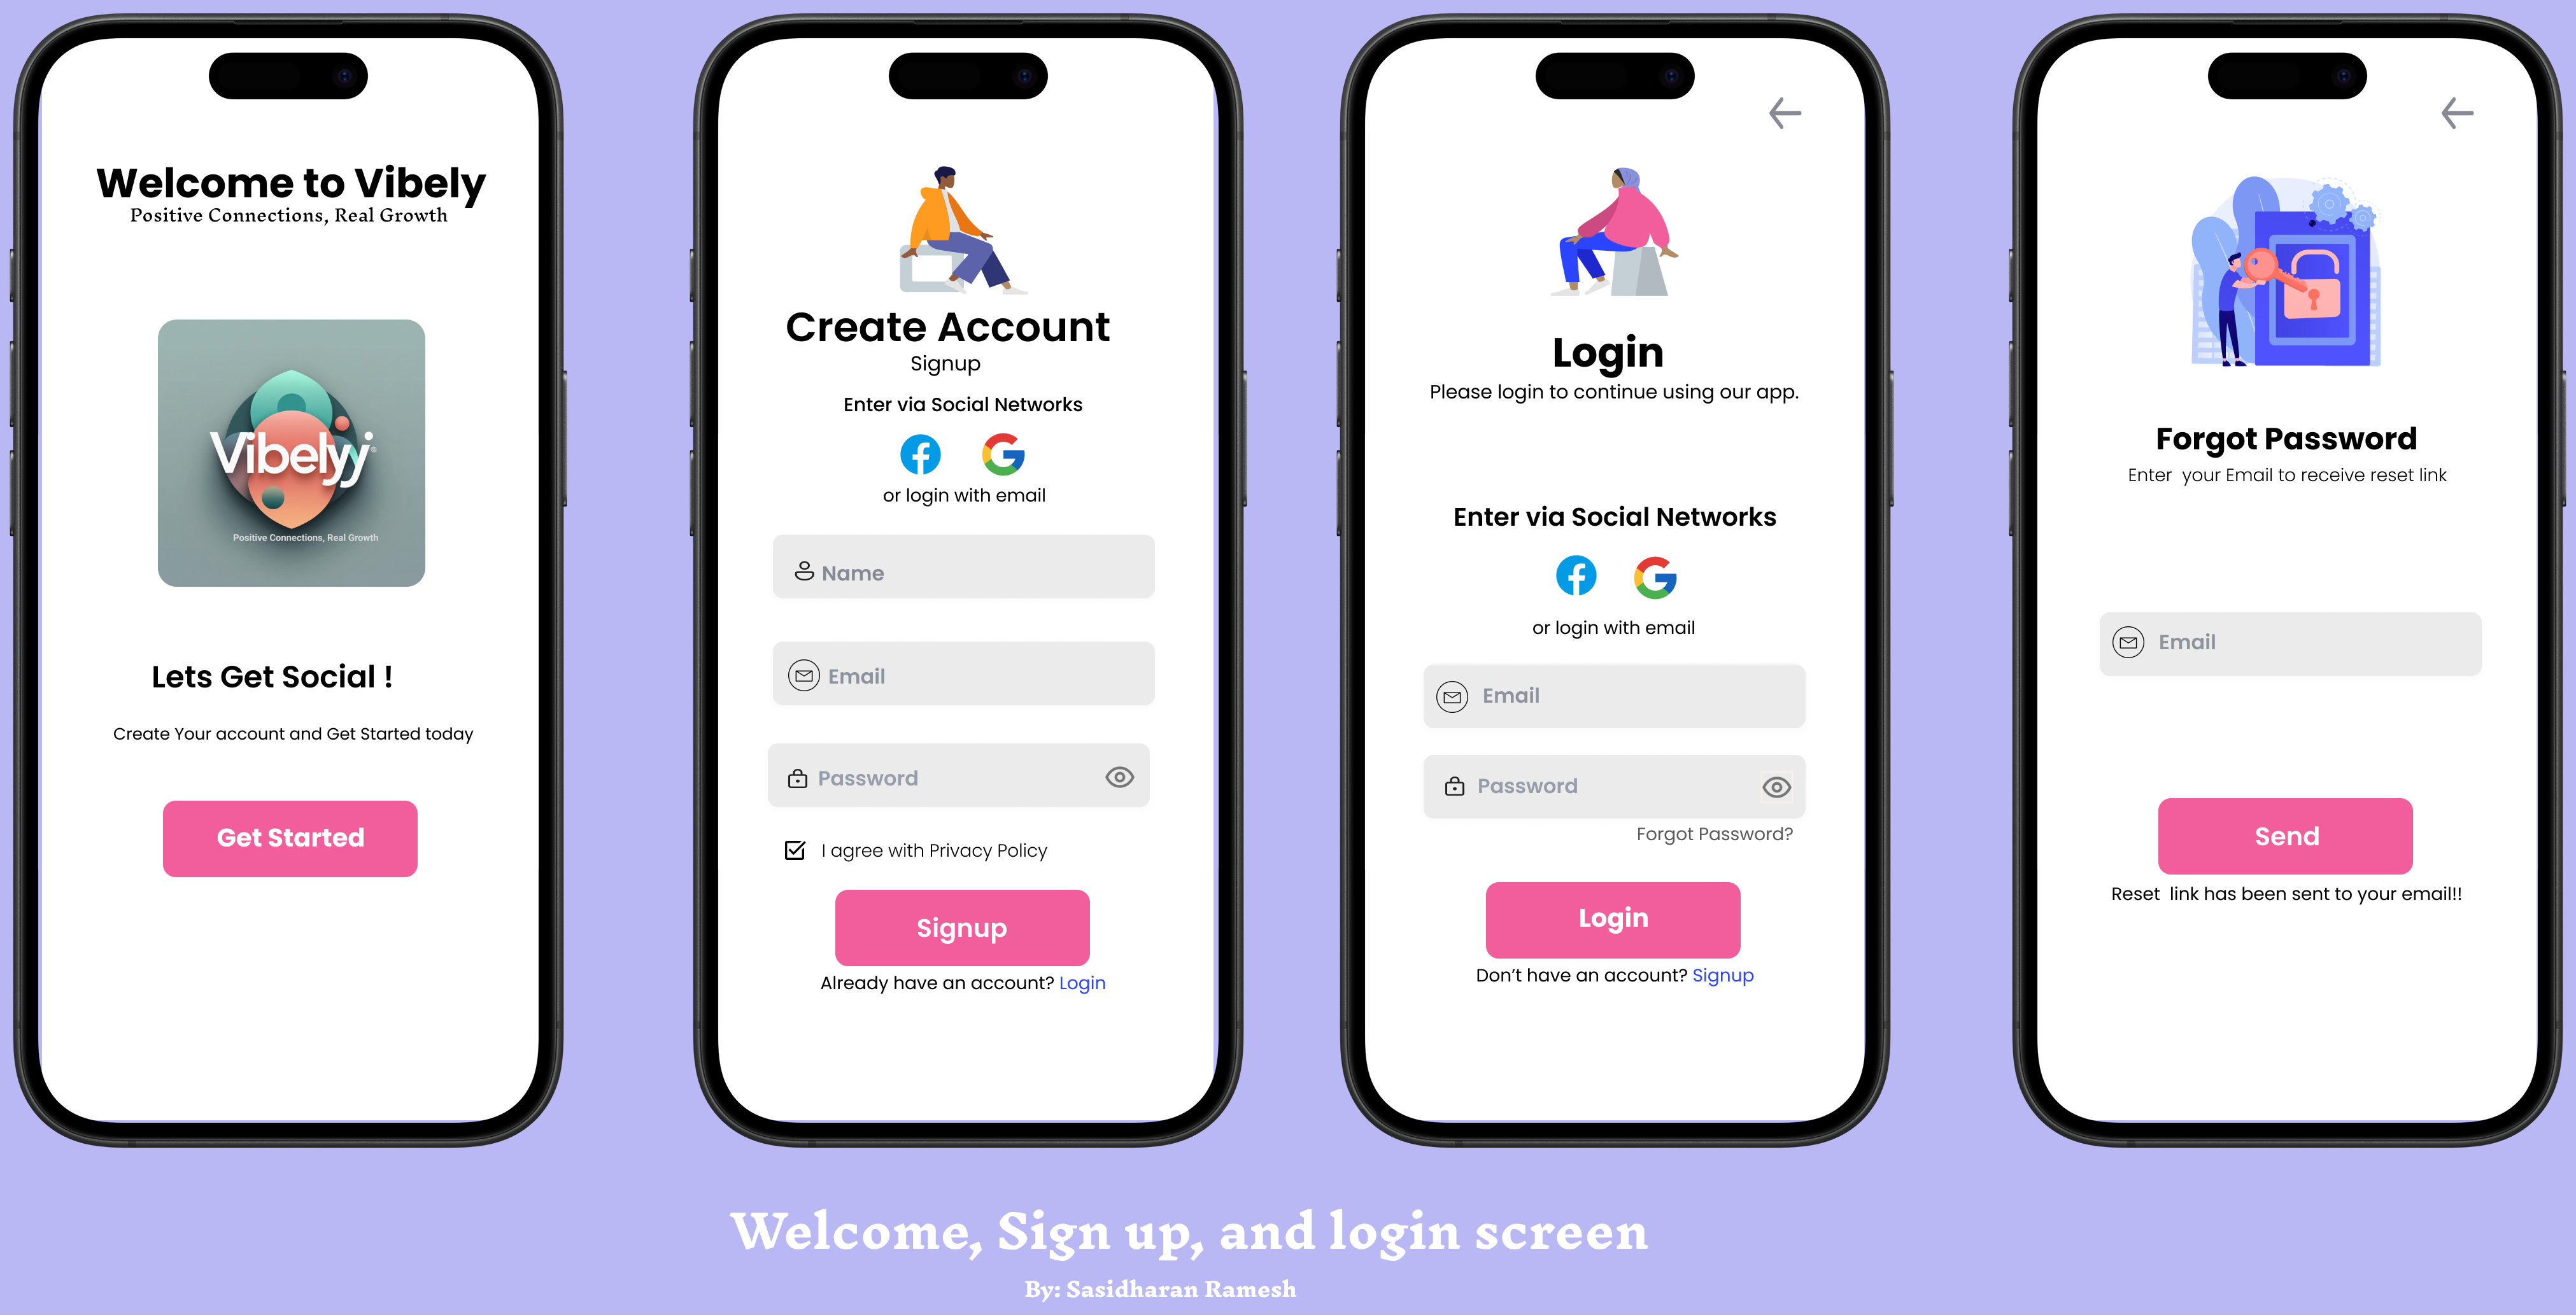 Welcome to Vibely
Positive Connections, Real Growth
Vibelyj
Positive Connections, Real Growth
Lets Get Social !
Create Your account and Get Started today
Get Started
Create Account
Signup
Enter via Social Networks
or login with email
Name
Email
Password
I agree with Privacy Policy
Signup
Already have an account? Login
Login
Please login to continue using our app.
Enter via Social Networks
or login with email
Email
Password
Forgot Password?
Login
Don't have an account? Signup
Forgot Password
Enter your Email to receive reset link
Email
Send
Reset link has been sent to your email!!
Welcome, Sign up, and login screen
By: Sasidharan Ramesh